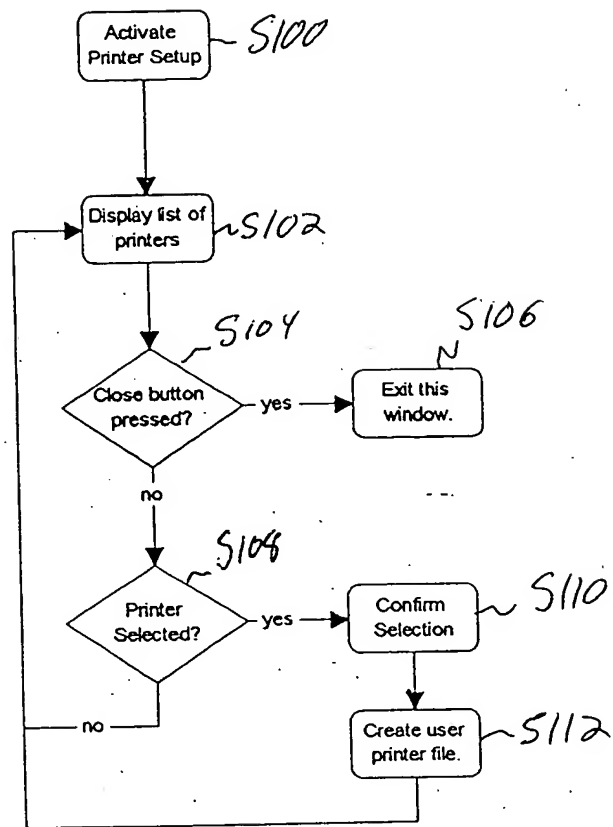 Activate
Printer Setup
S100
Display list of
printers
S102
S104
Close button
pressed?
yes
S106
Exit this
window.
no
S108
Printer
Selected?
yes
Confirm
Selection
S110
no
Create user
printer file.
S112